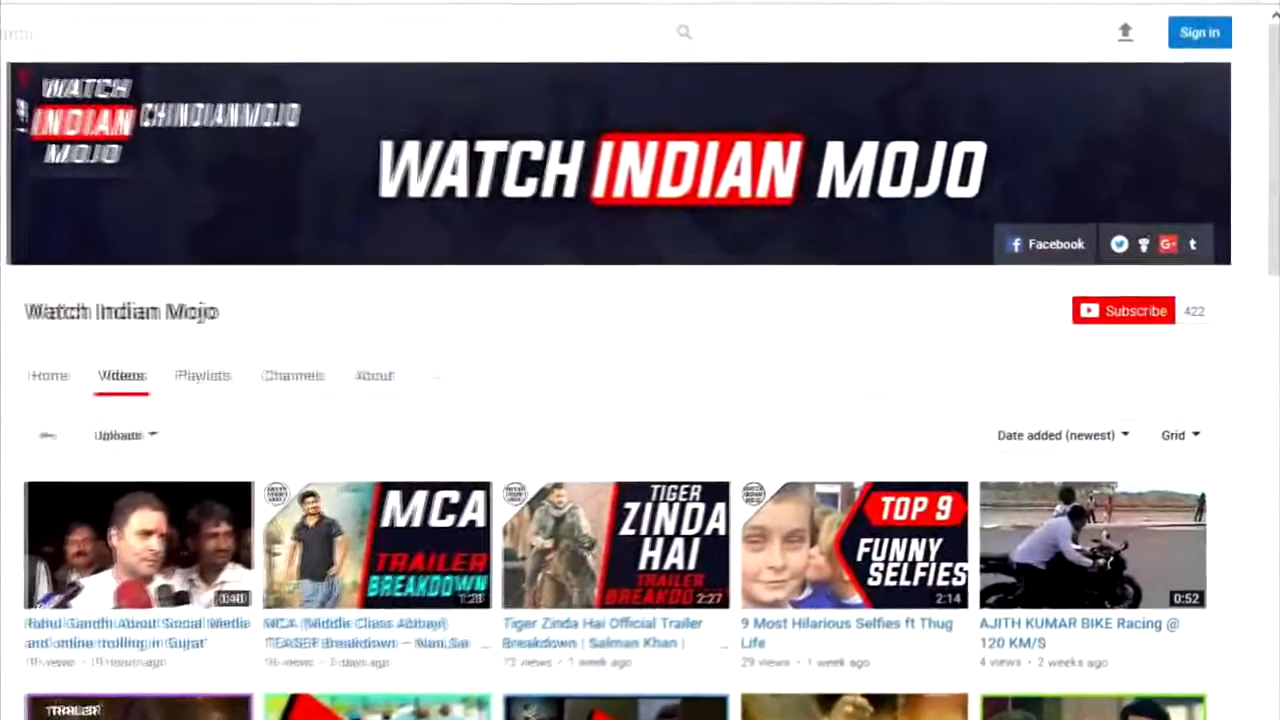 Sign in
WATCH
INDIAN
MOJO
WATCH INDIAN MOJO
Facebook
Watch Indian Mojo
Subscribe 422
Home Videos Playlists Channels About
Uploads Date added (newest) Grid
MCA
TRAILER
BREAKDOWN
1:28
TIGER
ZINDA
HAI
TRAILER
2:27
TOP 9
FUNNY
SELFIES
2:14
0:52
Rahul Gandhi About Social Media
and online trolling in Gujrat
MCA (Middle Class Abbayi)
TEASER Breakdown – Nani, Sai ...
Tiger Zinda Hai Official Trailer
Breakdown | Salman Khan | ...
73 views • 1 week ago
9 Most Hilarious Selfies ft Thug
Life
29 views • 1 week ago
AJITH KUMAR BIKE Racing @
120 KM/S
4 views • 2 weeks ago
TRAILER